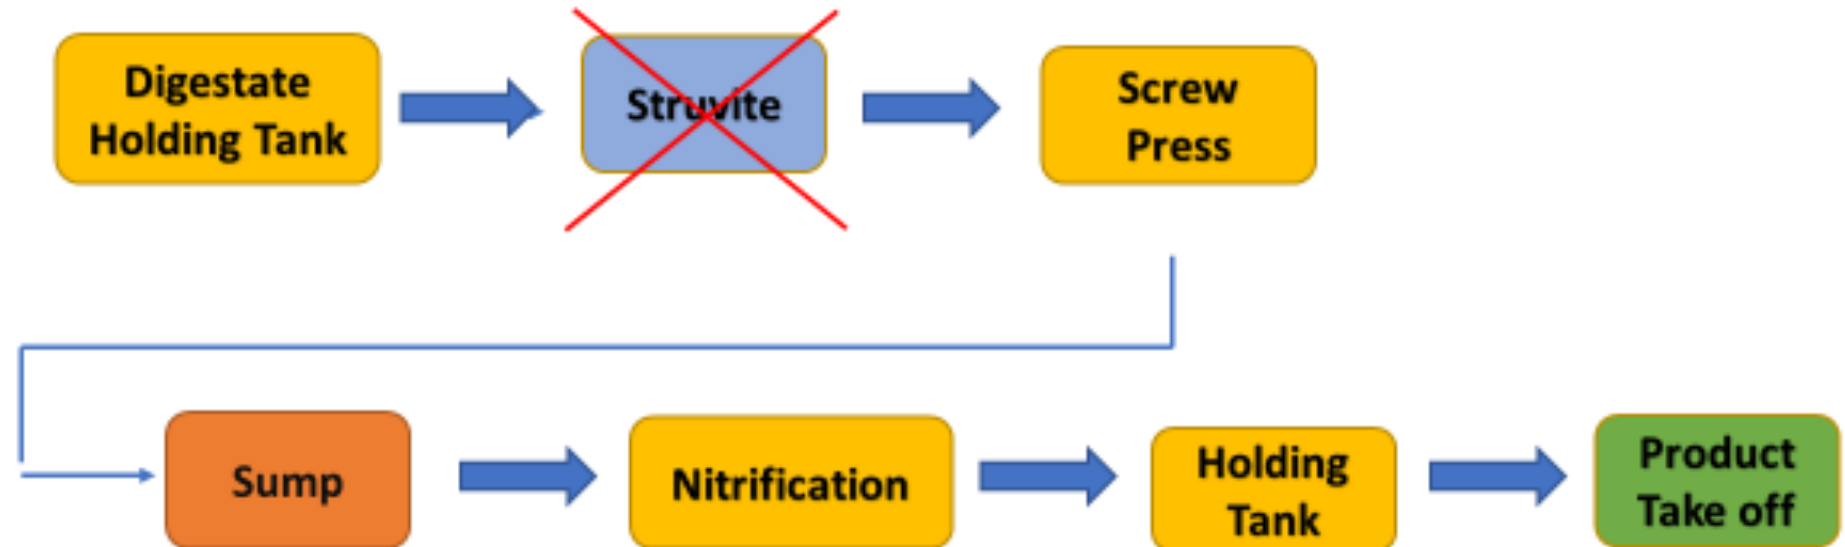 Digestate
Holding Tank
Struvite
Screw
Press
Sump
Nitrification
Holding
Tank
Product
Take off